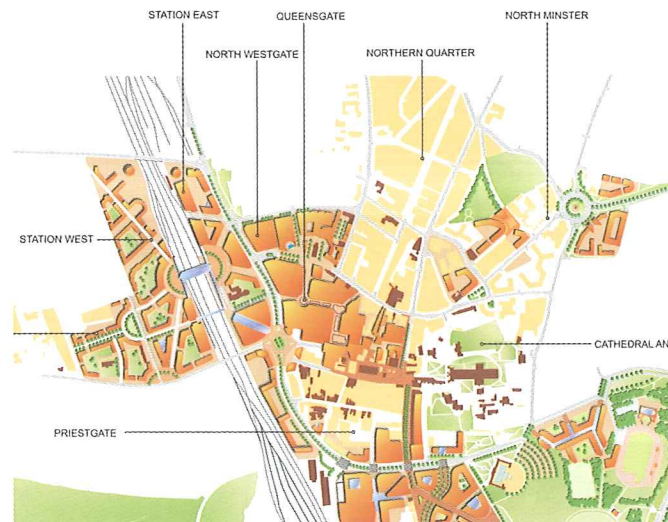 STATION EAST
QUEENSGATE
NORTH MINSTER
NORTH WESTGATE
NORTHERN QUARTER
STATION WEST
CATHEDRAL AN
PRIESTGATE